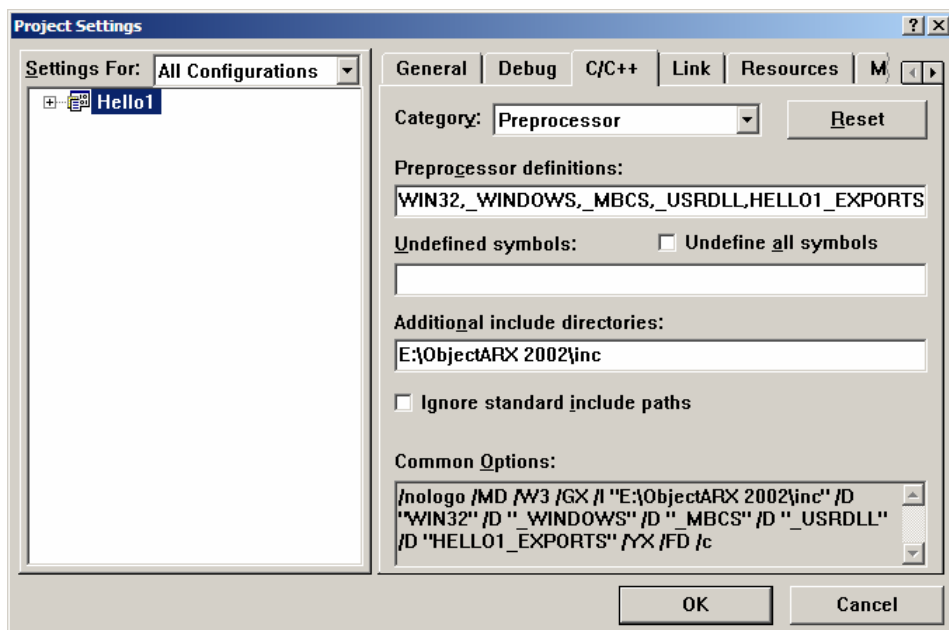 Project Settings
Settings For: All Configurations
Hello1
General Debug C/C++ Link Resources M
Category: Preprocessor Reset
Preprocessor definitions:
WIN32,_WINDOWS,_MBCS,_USRDLL,HELLO1_EXPORTS
Undefined symbols: Undefine all symbols
Additional include directories:
E:\ObjectARX 2002\inc
Ignore standard include paths
Common Options:
/nologo /MD /W3 /GX /I "E:\ObjectARX 2002\inc" /D
"WIN32" /D "_WINDOWS" /D "_MBCS" /D "_USRDLL"
/D "HELLO1_EXPORTS" /YX /FD /c
OK Cancel